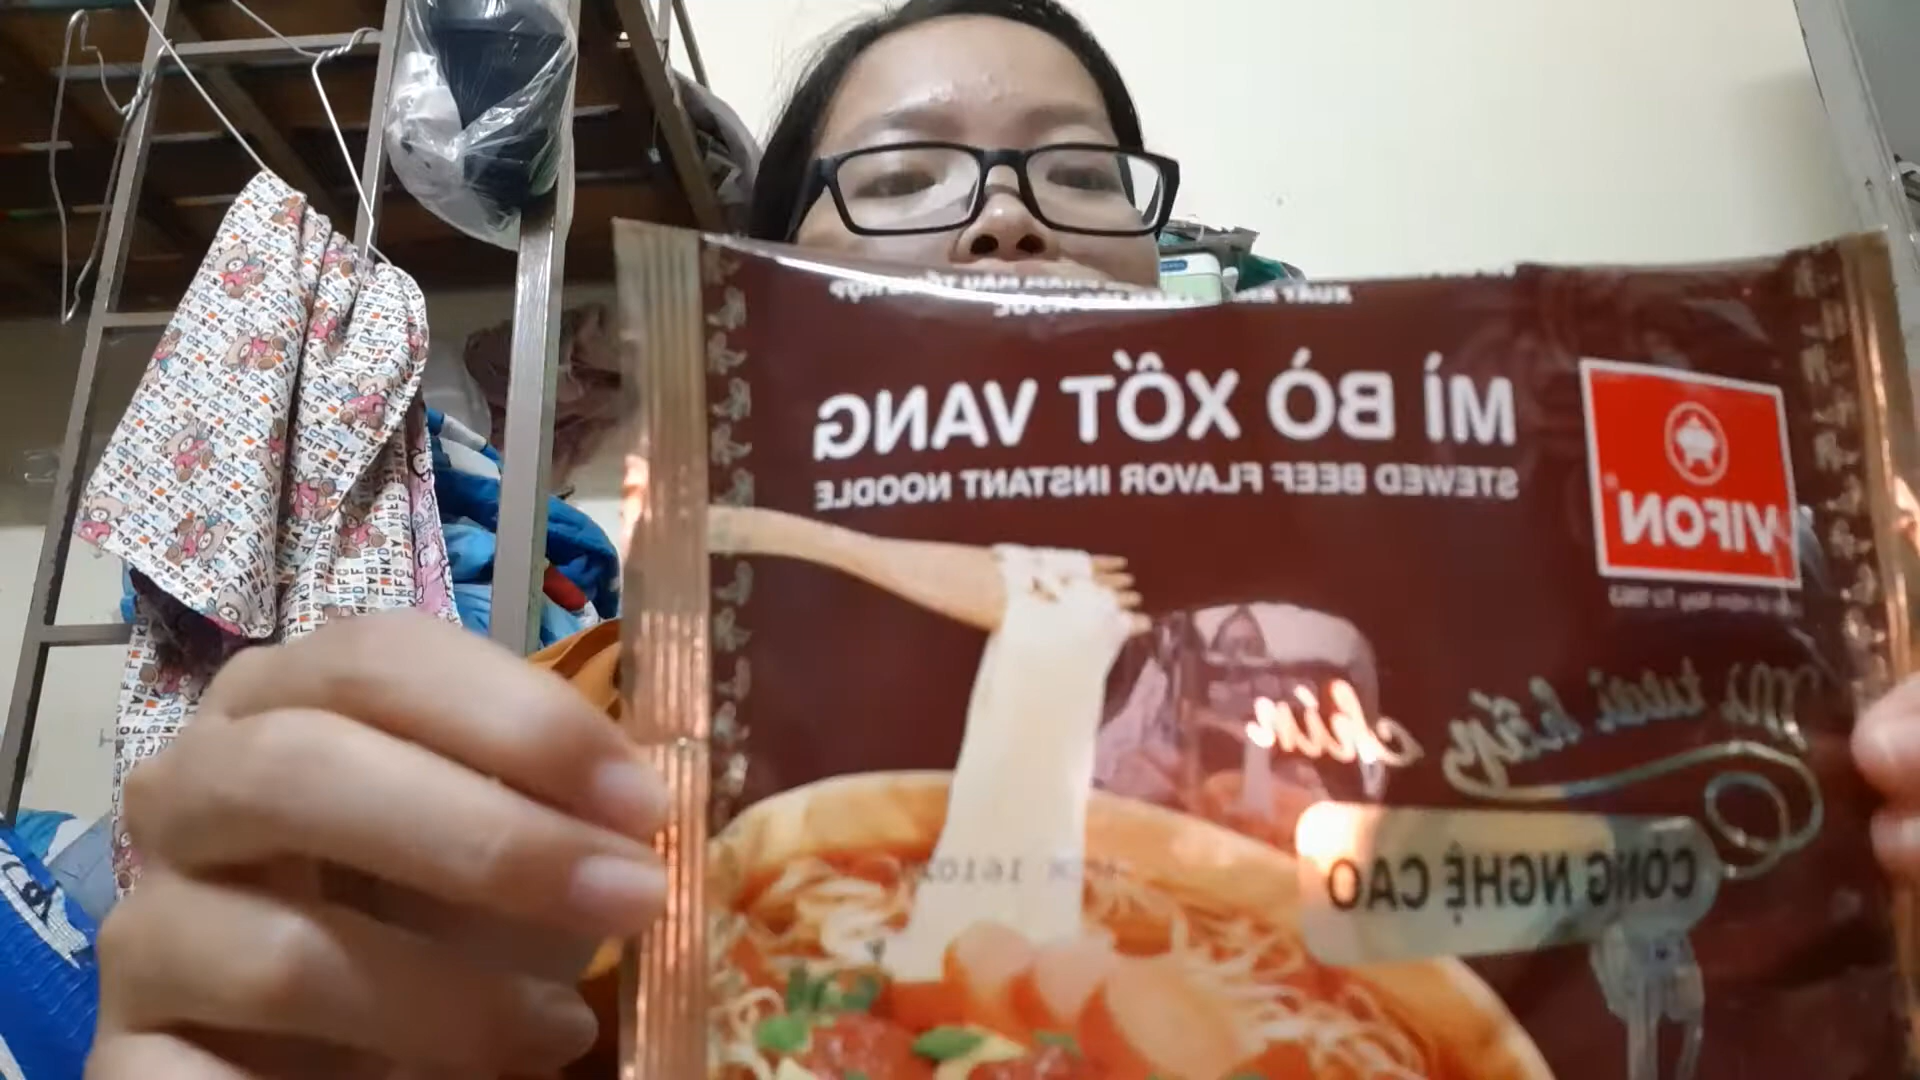 MÌ BÒ XỐT VANG
STEWED BEEF FLAVOR INSTANT NOODLE
VIFON
Mì tươi hấp chín
CÔNG NGHỆ CAO